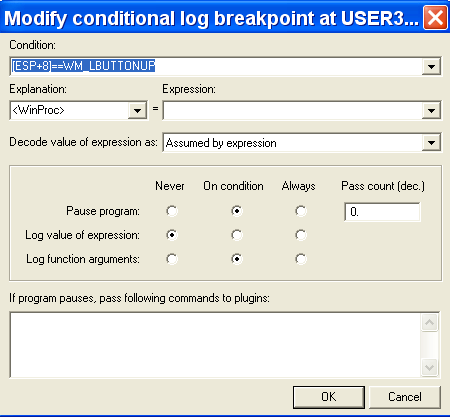 Modify conditional log breakpoint at USER3...
Condition:
[ESP+8]==WM_LBUTTONUP
Explanation: Expression:
<WinProc> =
Decode value of expression as: Assumed by expression
Never On condition Always Pass count (dec.)
Pause program: 0.
Log value of expression:
Log function arguments:
If program pauses, pass following commands to plugins:
OK Cancel